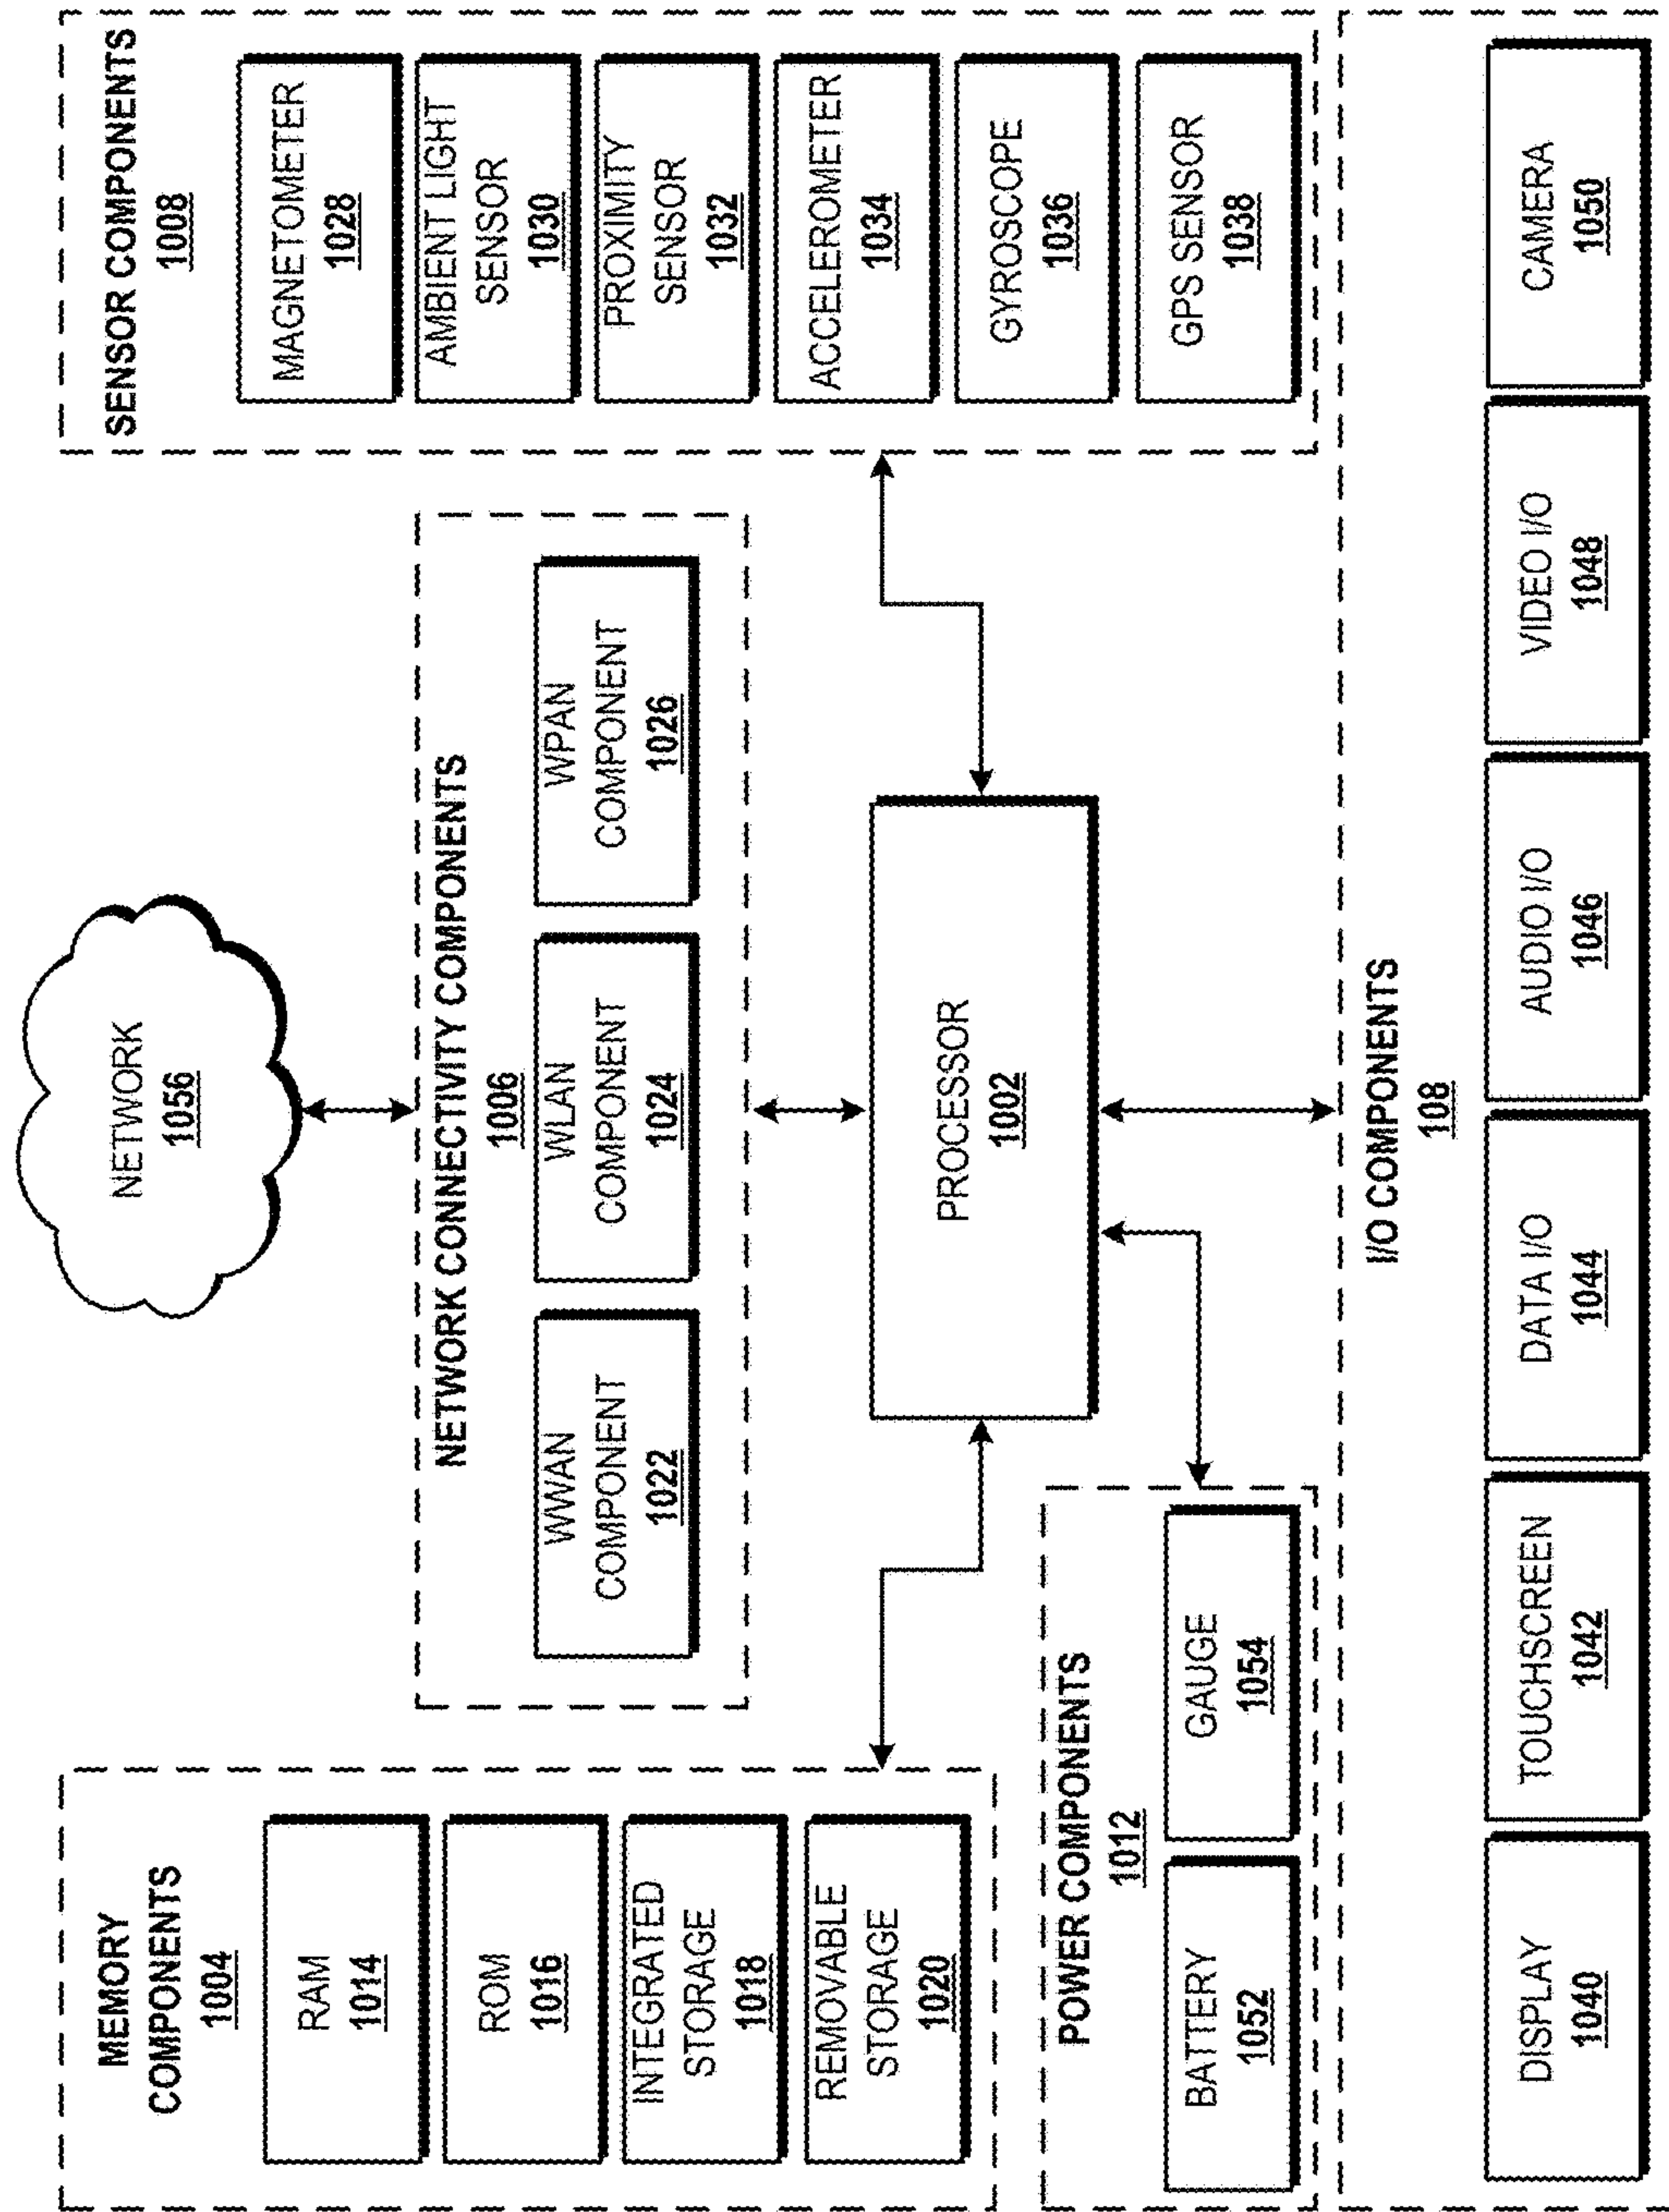 NETWORK
1056
MEMORY
COMPONENTS
1004
RAM
1014
ROM
1016
INTEGRATED
STORAGE
1018
REMOVABLE
STORAGE
1020
NETWORK CONNECTIVITY COMPONENTS
1006
WWAN
COMPONENT
1022
WLAN
COMPONENT
1024
WPAN
COMPONENT
1026
SENSOR COMPONENTS
1008
MAGNETOMETER
1028
AMBIENT LIGHT
SENSOR
1030
PROXIMITY
SENSOR
1032
ACCELEROMETER
1034
GYROSCOPE
1036
GPS SENSOR
1038
PROCESSOR
1002
POWER COMPONENTS
1012
BATTERY
1052
GAUGE
1054
I/O COMPONENTS
108
DISPLAY
1040
TOUCHSCREEN
1042
DATA I/O
1044
AUDIO I/O
1046
VIDEO I/O
1048
CAMERA
1050